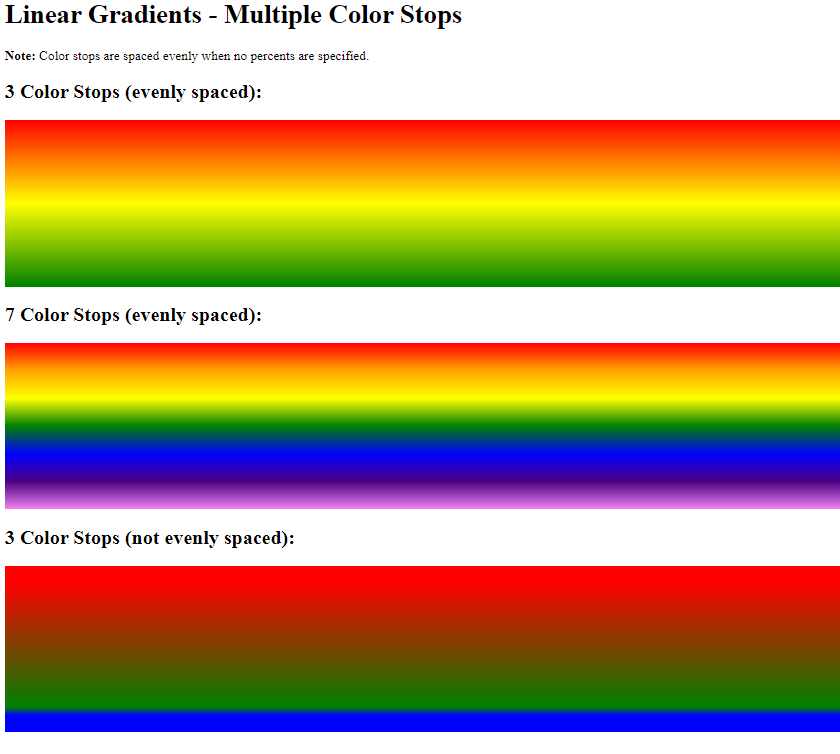 Linear Gradients - Multiple Color Stops
Note: Color stops are spaced evenly when no percents are specified.
3 Color Stops (evenly spaced):
7 Color Stops (evenly spaced):
3 Color Stops (not evenly spaced):